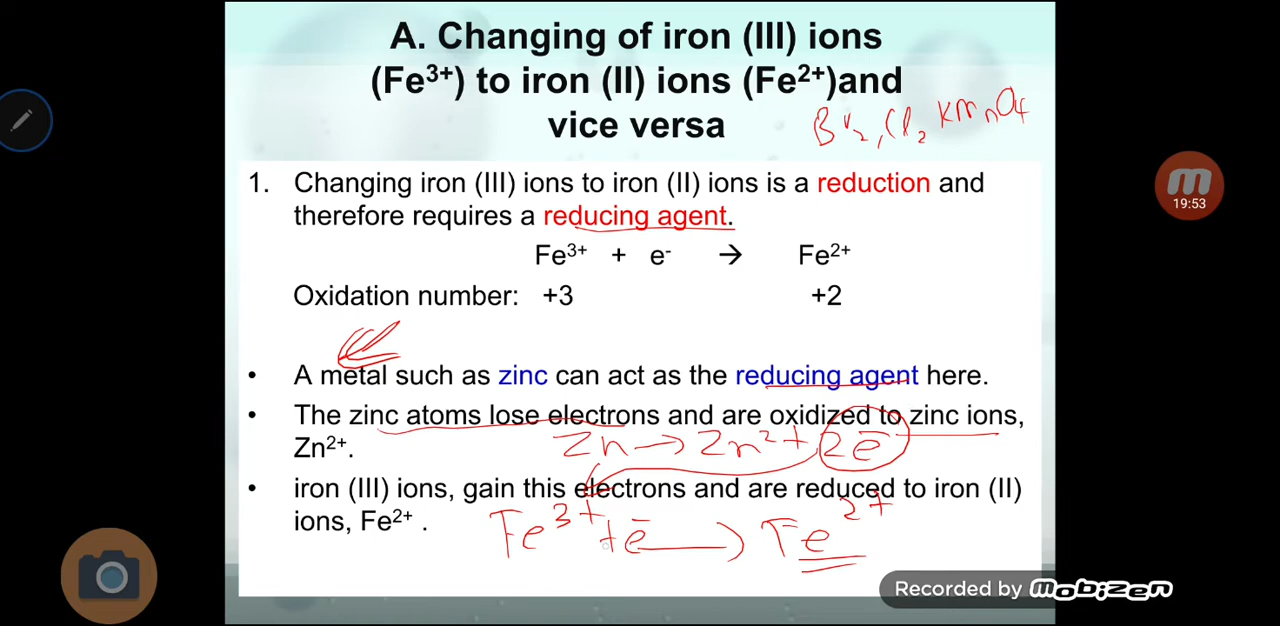 A. Changing of iron (III) ions
(Fe³⁺) to iron (II) ions (Fe²⁺)and
vice versa
Br₂, Cl₂ KMnO₄
1. Changing iron (III) ions to iron (II) ions is a reduction and
therefore requires a reducing agent.
Fe³⁺ + e⁻ → Fe²⁺
Oxidation number: +3 +2
• A metal such as zinc can act as the reducing agent here.
• The zinc atoms lose electrons and are oxidized to zinc ions,
Zn²⁺.
Zn → Zn²⁺ 2e⁻
• iron (III) ions, gain this electrons and are reduced to iron (II)
ions, Fe²⁺ .
Fe³⁺ + e⁻ → Fe²⁺
19:53
Recorded by Mobizen